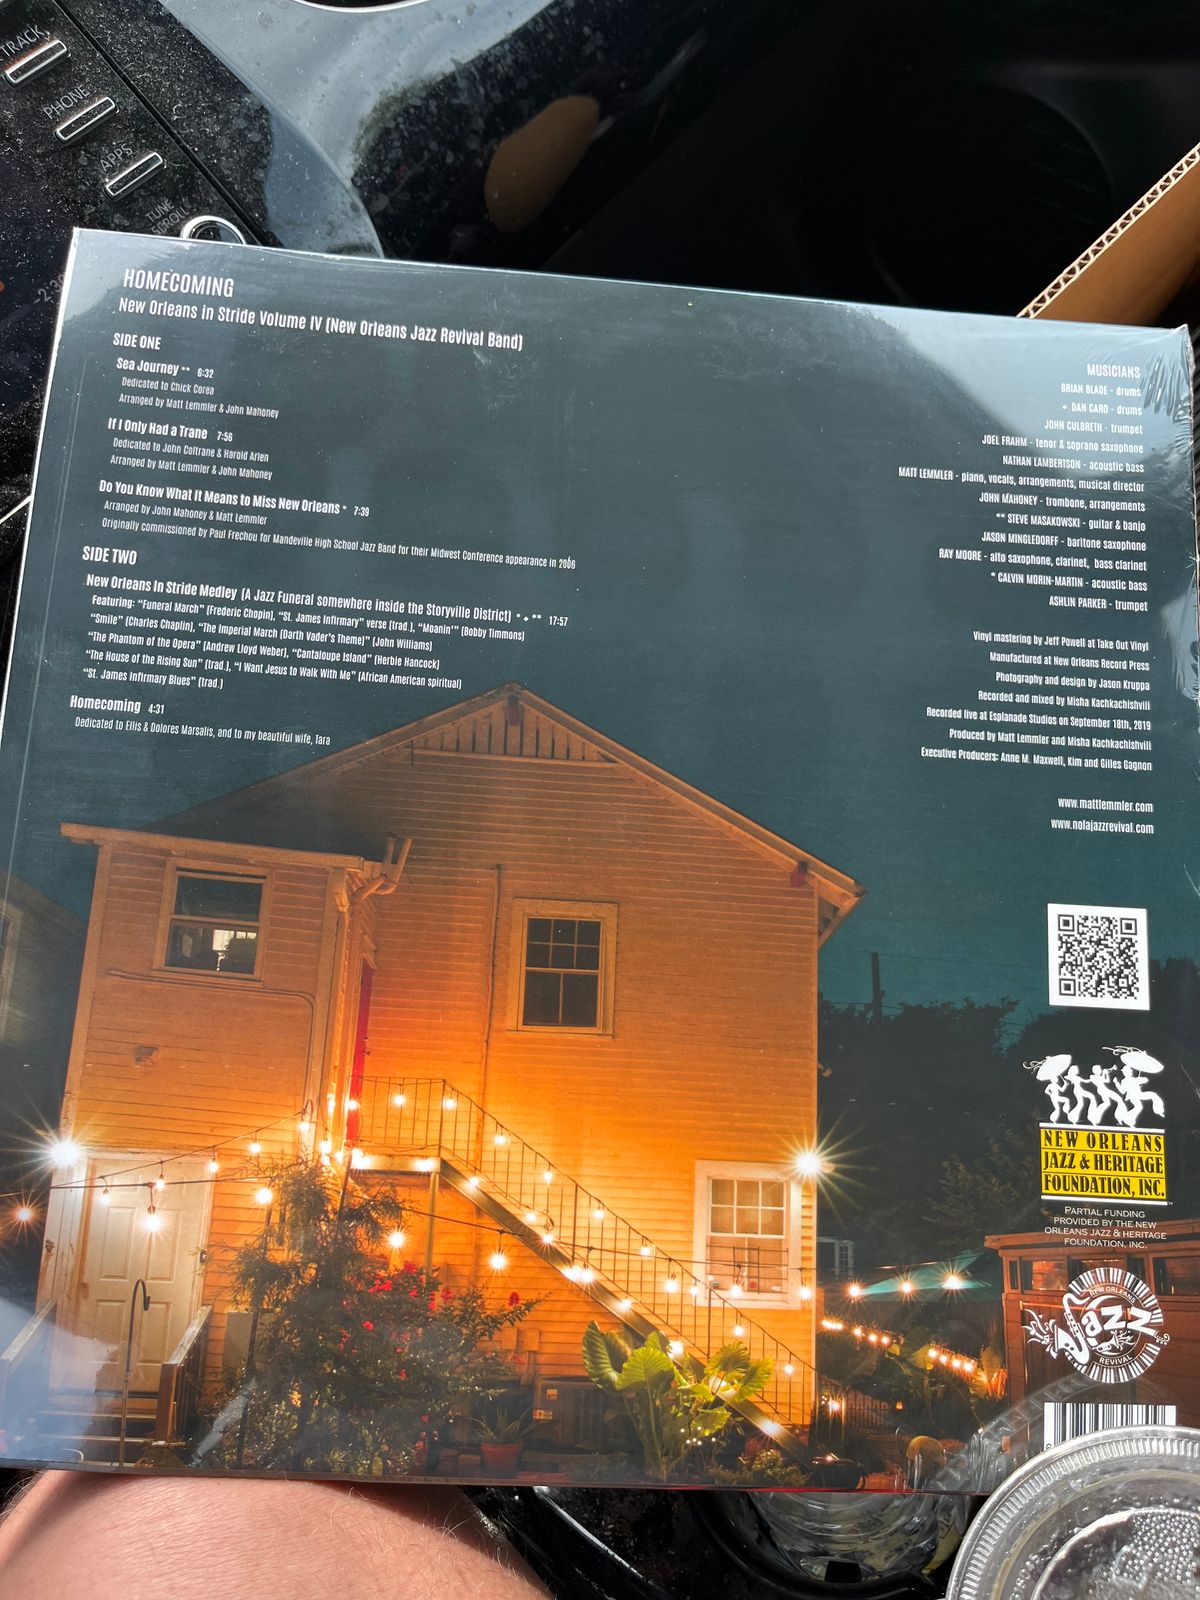 TRACK
PHONE
APPS
TUNE
SCROLL
HOMECOMING
New Orleans in Stride Volume IV (New Orleans Jazz Revival Band)
SIDE ONE
Sea Journey ** 6:32
Dedicated to Chick Corea
Arranged by Matt Lemmler & John Mahoney
If I Only Had a Trane 7:56
Dedicated to John Coltrane & Harold Arlen
Arranged by Matt Lemmler & John Mahoney
Do You Know What It Means to Miss New Orleans * 7:39
Arranged by John Mahoney & Matt Lemmler
Originally commissioned by Paul Frechou for Mandeville High School Jazz Band for their Midwest Conference appearance in 2006
SIDE TWO
New Orleans In Stride Medley (A Jazz Funeral somewhere inside the Storyville District) * + ** 17:57
Featuring: "Funeral March" (Frederic Chopin), "St. James Infirmary" verse (trad.), "Moanin'" (Bobby Timmons)
"Smile" (Charles Chaplin), "The Imperial March (Darth Vader's Theme)" (John Williams)
"The Phantom of the Opera" (Andrew Lloyd Weber), "Cantaloupe Island" (Herbie Hancock)
"The House of the Rising Sun" (trad.), "I Want Jesus to Walk With Me" (African American spiritual)
"St. James Infirmary Blues" (trad.)
Homecoming 4:31
Dedicated to Ellis & Dolores Marsalis, and to my beautiful wife, Tara
MUSICIANS
BRIAN BLADE - drums
+ DAN CARO - drums
JOHN CULBRETH - trumpet
JOEL FRAHM - tenor & soprano saxophone
NATHAN LAMBERTSON - acoustic bass
MATT LEMMLER - piano, vocals, arrangements, musical director
JOHN MAHONEY - trombone, arrangements
** STEVE MASAKOWSKI - guitar & banjo
JASON MINGLEDORFF - baritone saxophone
RAY MOORE - alto saxophone, clarinet, bass clarinet
* CALVIN MORIN-MARTIN - acoustic bass
ASHLIN PARKER - trumpet
Vinyl mastering by Jeff Powell at Take Out Vinyl
Manufactured at New Orleans Record Press
Photography and design by Jason Kruppa
Recorded and mixed by Misha Kachkachishvili
Recorded live at Esplanade Studios on September 18th, 2019
Produced by Matt Lemmler and Misha Kachkachishvili
Executive Producers: Anne M. Maxwell, Kim and Gilles Gagnon
www.mattlemmler.com
www.nolajazzrevival.com
NEW ORLEANS
JAZZ & HERITAGE
FOUNDATION, INC.
PARTIAL FUNDING
PROVIDED BY THE NEW
ORLEANS JAZZ & HERITAGE
FOUNDATION, INC.
NEW ORLEANS
Jazz
REVIVAL